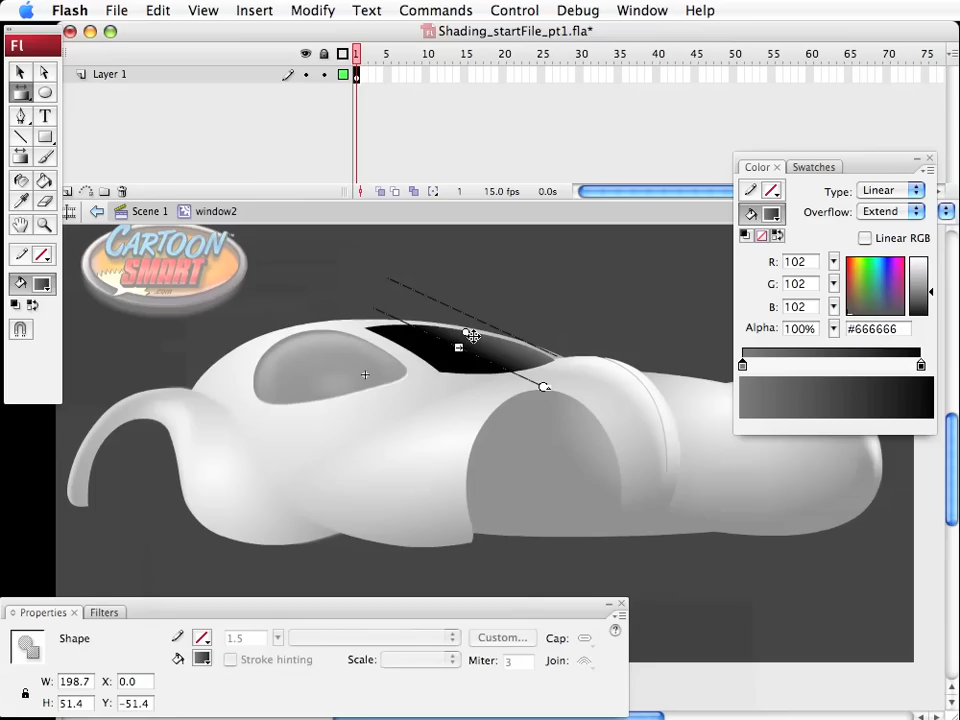 Flash File Edit View Insert Modify Text Commands Control Debug Window Help
Shading_startFile_pt1.fla*
Fl
1 5 10 15 20 25 30 35 40 45 50 55 60 65 70 75
Layer 1
1 15.0 fps 0.0s
Scene 1 window2
CARTOON
SMART
.com
T
Color × Swatches
Type: Linear
Overflow: Extend
Linear RGB
R: 102
G: 102
B: 102
Alpha: 100% #666666
Properties × Filters
Shape
1.5
Custom...
Cap:
Stroke hinting
Scale:
Miter: 3
Join:
W: 198.7 X: 0.0
H: 51.4 Y: -51.4